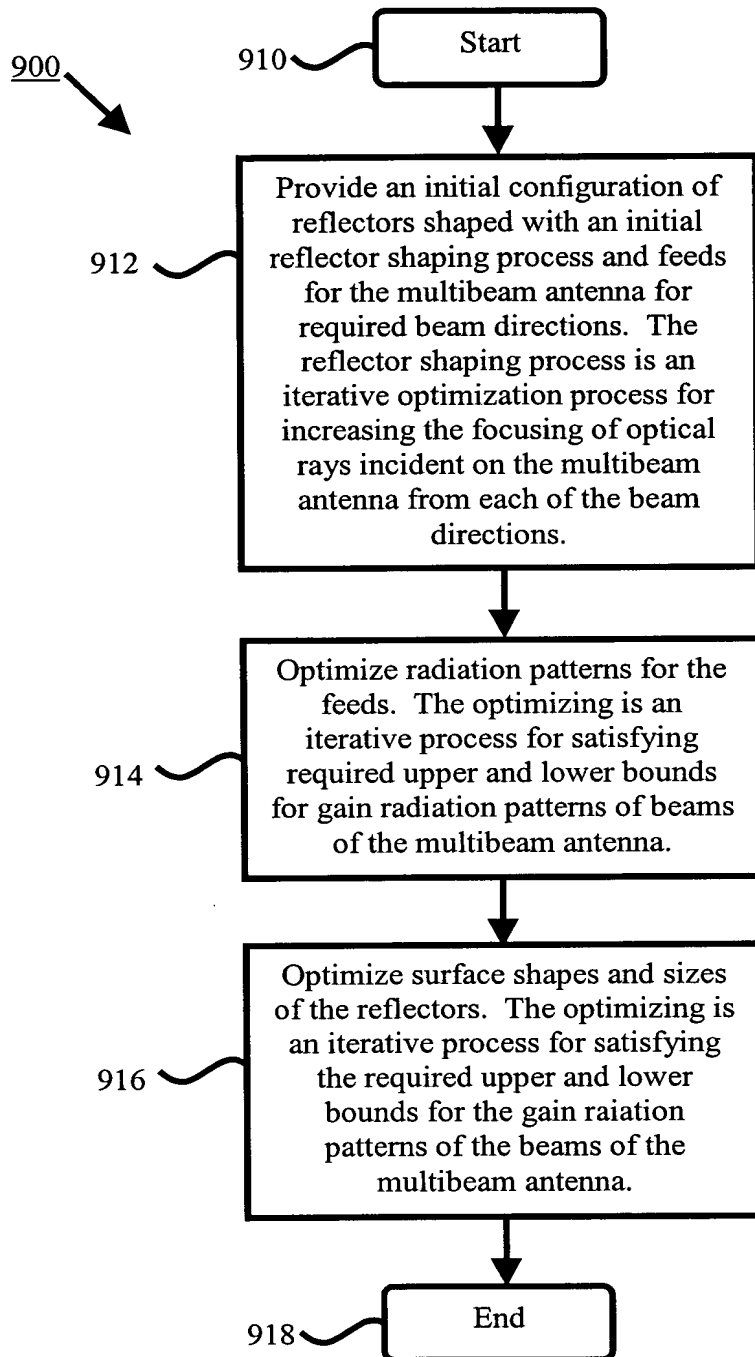 900
910
Start
912
Provide an initial configuration of
reflectors shaped with an initial
reflector shaping process and feeds
for the multibeam antenna for
required beam directions. The
reflector shaping process is an
iterative optimization process for
increasing the focusing of optical
rays incident on the multibeam
antenna from each of the beam
directions.
914
Optimize radiation patterns for the
feeds. The optimizing is an
iterative process for satisfying
required upper and lower bounds
for gain radiation patterns of beams
of the multibeam antenna.
916
Optimize surface shapes and sizes
of the reflectors. The optimizing is
an iterative process for satisfying
the required upper and lower
bounds for the gain raiation
patterns of the beams of the
multibeam antenna.
918
End